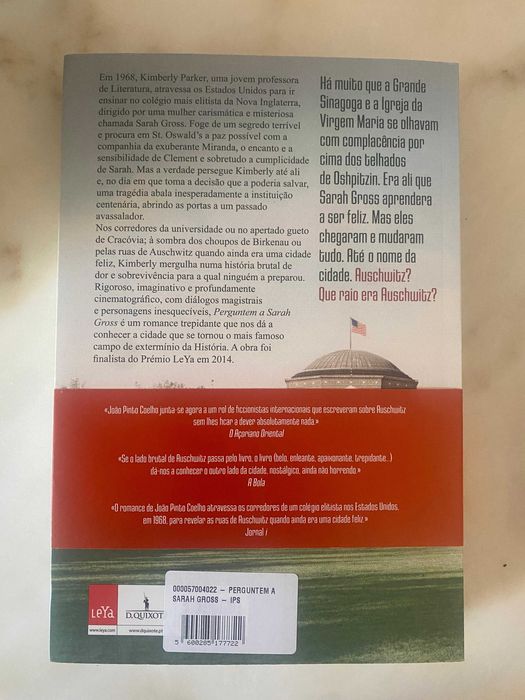 Em 1968, Kimberly Parker, uma jovem professora
de Literatura, atravessa os Estados Unidos para ir
ensinar no colégio mais elitista da Nova Inglaterra,
dirigido por uma mulher carismática e misteriosa
chamada Sarah Gross. Foge de um segredo terrível
e procura em St. Oswald's a paz possível com a
companhia da exuberante Miranda, o encanto e a
sensibilidade de Clement e sobretudo a cumplicidade
de Sarah. Mas a verdade persegue Kimberly até ali
e, no dia em que toma a decisão que a poderia salvar,
uma tragédia abala inesperadamente a instituição
centenária, abrindo as portas a um passado
avassalador.
Nos corredores da universidade ou no apertado gueto
de Cracóvia; à sombra dos choupos de Birkenau ou
pelas ruas de Auschwitz quando ainda era uma cidade
feliz, Kimberly mergulha numa história brutal de
dor e sobrevivência para a qual ninguém a preparou.
Rigoroso, imaginativo e profundamente
cinematográfico, com diálogos magistrais
e personagens inesquecíveis, Perguntem a Sarah
Gross é um romance trepidante que nos dá a
conhecer a cidade que se tornou o mais famoso
campo de extermínio da História. A obra foi
finalista do Prémio LeYa em 2014.
Há muito que a Grande
Sinagoga e a Igreja da
Virgem Maria se olhavam
com complacência por
cima dos telhados
de Oshpitzin. Era ali que
Sarah Gross aprendera
a ser feliz. Mas eles
chegaram e mudaram
tudo. Até o nome da
cidade. Auschwitz?
Que raio era Auschwitz?
«João Pinto Coelho junta-se agora a um rol de ficcionistas internacionais que escreveram sobre Auschwitz
sem lhes ficar a dever absolutamente nada.»
O Açoriano Oriental
«Se o lado brutal de Auschwitz passa pelo livro, o livro (belo, enleante, apaixonante, trepidante...)
dá-nos a conhecer o outro lado da cidade, nostálgico, ainda não horrendo.»
A Bola
«O romance de João Pinto Coelho atravessa os corredores de um colégio elitista nos Estados Unidos,
em 1968, para revelar as ruas de Auschwitz quando ainda era uma cidade feliz.»
Jornal i
LeYa
www.leya.com
D.QUIXOTE
www.dquixote.pt
000057004022 - PERGUNTEM A
SARAH GROSS - IPS
5 600285 177722